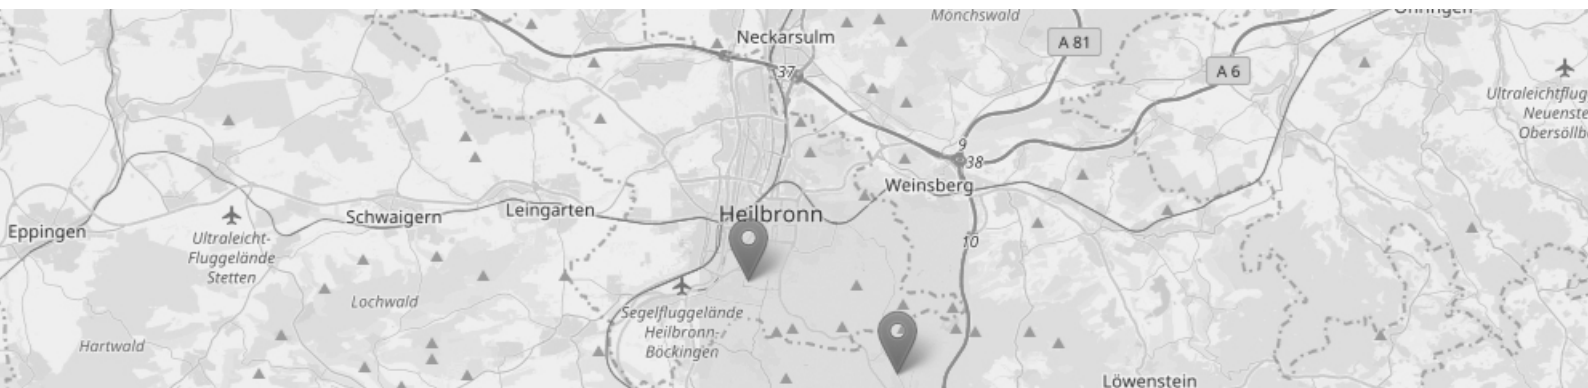 Mönchswald
Neckarsulm
A 81
37
A 6
Ultraleichtflug
Neuenste
Obersöllb
9
38
Weinsberg
Schwaigern
Leingarten
Heilbronn
Eppingen
Ultraleicht-
Fluggelände
Stetten
10
Lochwald
Segelfluggelände
Heilbronn-
Böckingen
Hartwald
Löwenstein